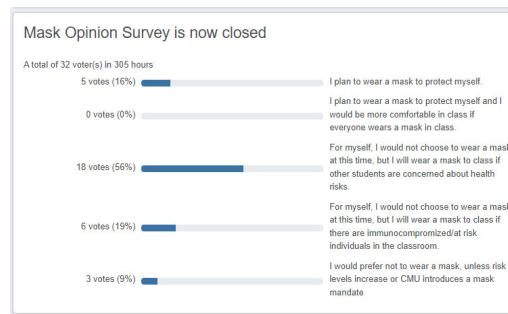 Mask Opinion Survey is now closed
A total of 32 voter(s) in 305 hours
5 votes (16%)
I plan to wear a mask to protect myself.
0 votes (0%)
I plan to wear a mask to protect myself and I
would be more comfortable in class if
everyone wears a mask in class.
18 votes (56%)
For myself, I would not choose to wear a mask
at this time, but I will wear a mask to class if
other students are concerned about health
risks.
6 votes (19%)
For myself, I would not choose to wear a mask
at this time, but I will wear a mask to class if
there are immunocompromized/at risk
individuals in the classroom.
3 votes (9%)
I would prefer not to wear a mask, unless risk
levels increase or CMU introduces a mask
mandate